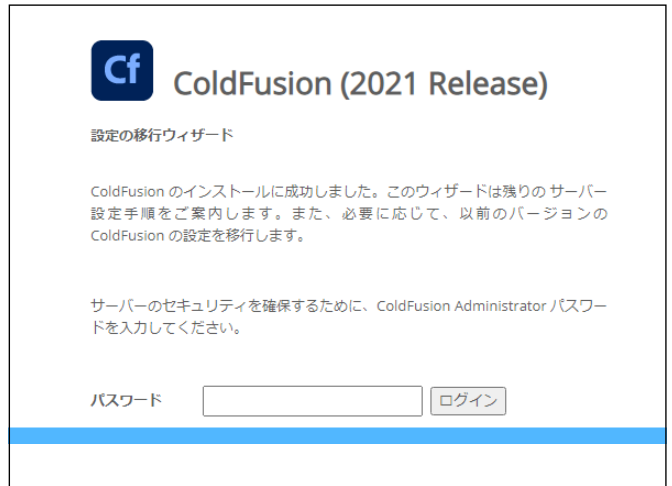 Cf
ColdFusion (2021 Release)
設定の移行ウィザード
ColdFusion のインストールに成功しました。このウィザードは残りの サーバー
設定手順をご案内します。また、必要に応じて、以前のバージョンの
ColdFusion の設定を移行します。
サーバーのセキュリティを確保するために、ColdFusion Administrator パスワー
ドを入力してください。
パスワード ログイン